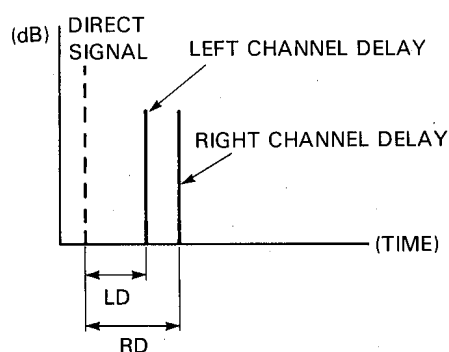 (dB)
DIRECT
SIGNAL
LEFT CHANNEL DELAY
RIGHT CHANNEL DELAY
(TIME)
LD
RD